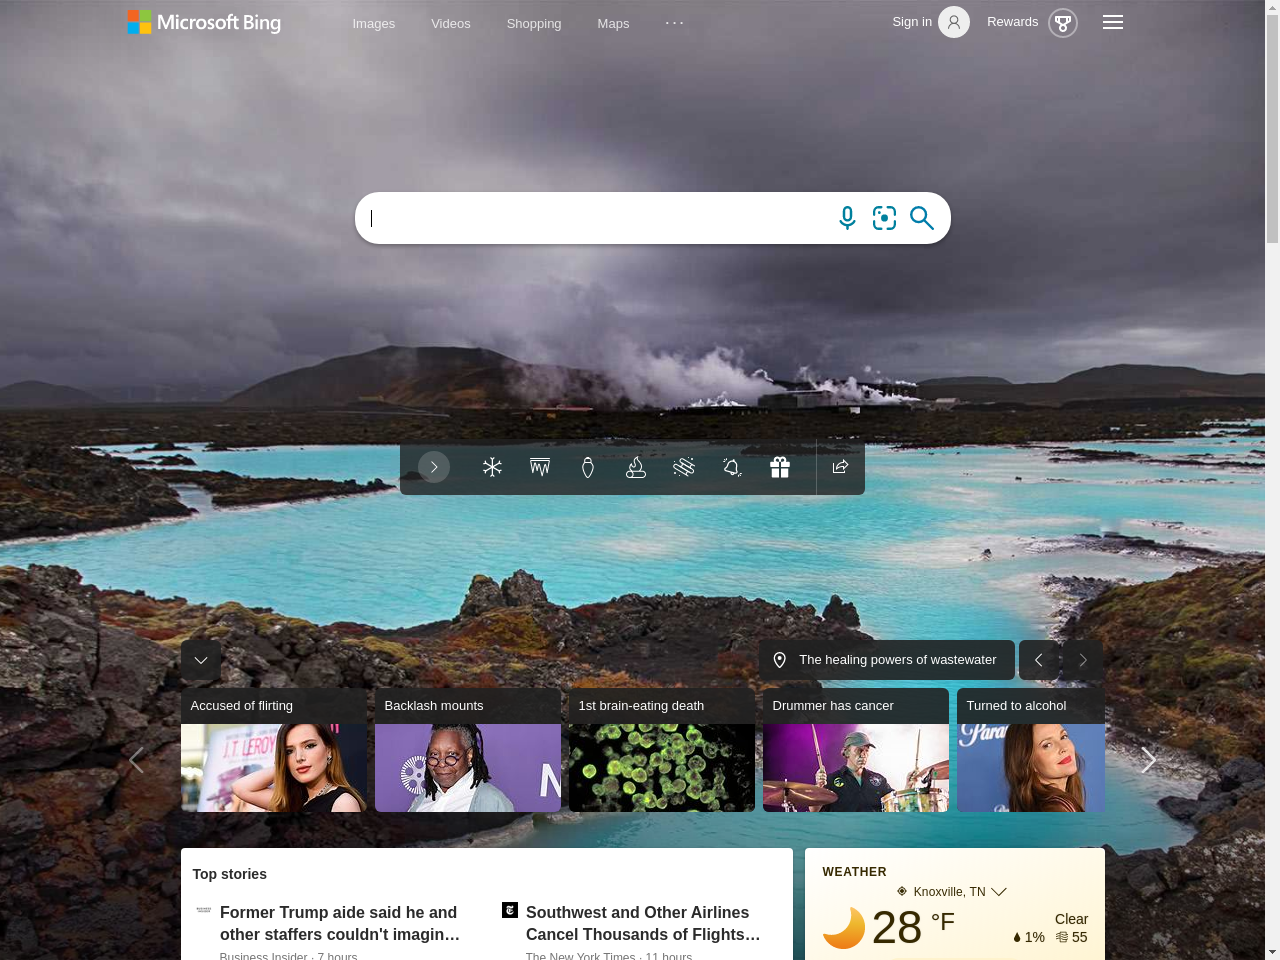 Microsoft Bing
Images
Videos
Shopping
Maps
Sign in
Rewards
The healing powers of wastewater
Accused of flirting
Backlash mounts
1st brain-eating death
Drummer has cancer
Turned to alcohol
J.T. LEROY
Para
N
Top stories
Former Trump aide said he and
other staffers couldn't imagin…
Business Insider · 7 hours
Southwest and Other Airlines
Cancel Thousands of Flights…
The New York Times · 11 hours
WEATHER
Knoxville, TN
28 °F
Clear
1% 55